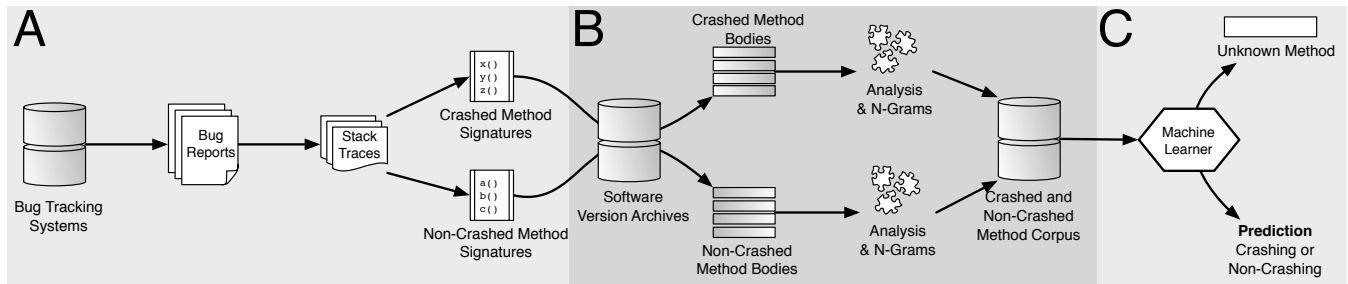 A
Bug Tracking
Systems
Bug
Reports
Stack
Traces
x()
y()
z()
Crashed Method
Signatures
a()
b()
c()
Non-Crashed Method
Signatures
B
Software
Version Archives
Crashed Method
Bodies
Non-Crashed
Method Bodies
Analysis
& N-Grams
Analysis
& N-Grams
Crashed and
Non-Crashed
Method Corpus
C
Unknown Method
Machine
Learner
Prediction
Crashing or
Non-Crashing